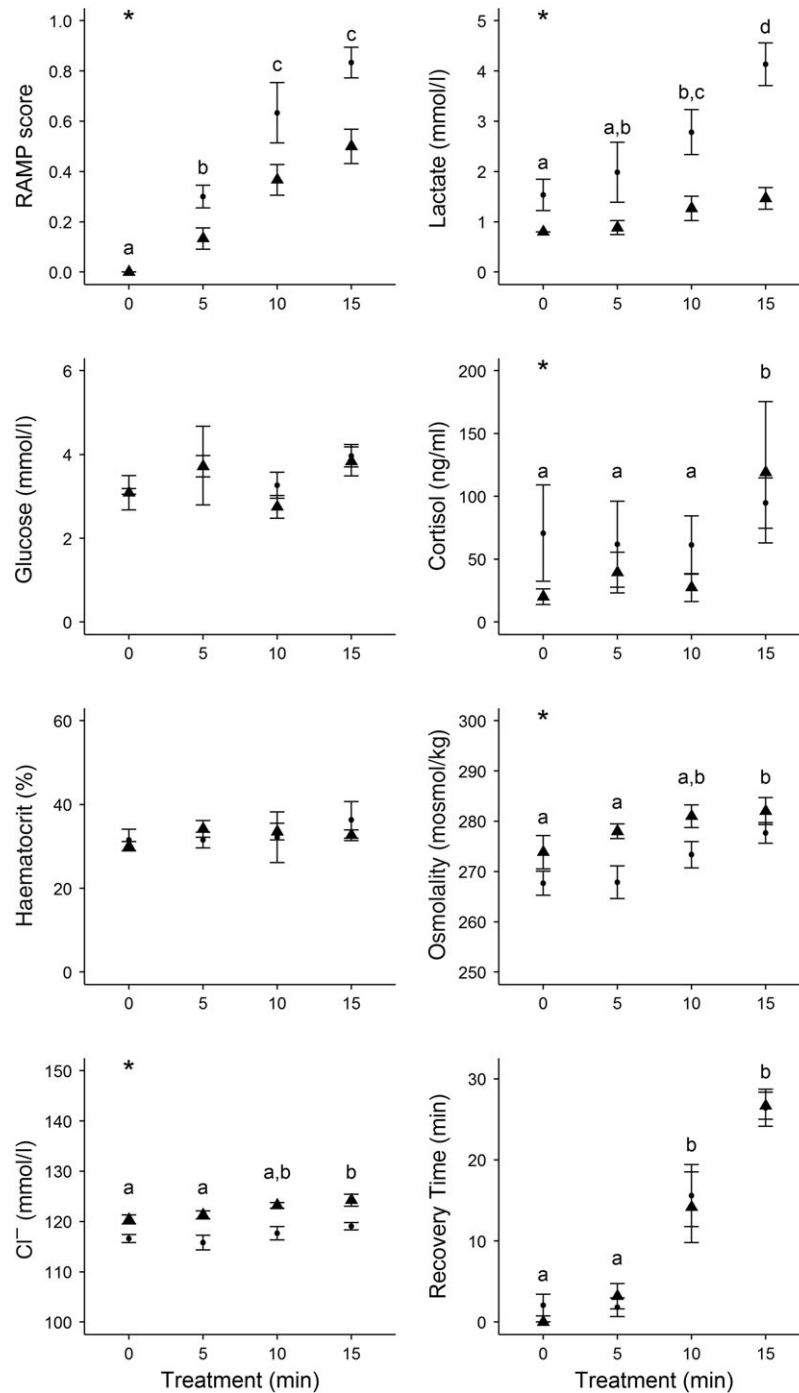 RAMP score
1.0
0.8
0.6
0.4
0.2
0.0
*
a
b
c
c
0 5 10 15
Lactate (mmol/l)
5
4
3
2
1
0
*
a
a,b
b,c
d
0 5 10 15
Glucose (mmol/l)
6
4
2
0
0 5 10 15
Cortisol (ng/ml)
200
150
100
50
0
*
a
a
a
b
0 5 10 15
Haematocrit (%)
60
40
20
0
0 5 10 15
Osmolality (mosmol/kg)
300
290
280
270
260
250
*
a
a
a,b
b
0 5 10 15
Cl⁻ (mmol/l)
150
140
130
120
110
100
*
a
a
a,b
b
0 5 10 15
Treatment (min)
Recovery Time (min)
30
20
10
0
a
a
b
b
0 5 10 15
Treatment (min)